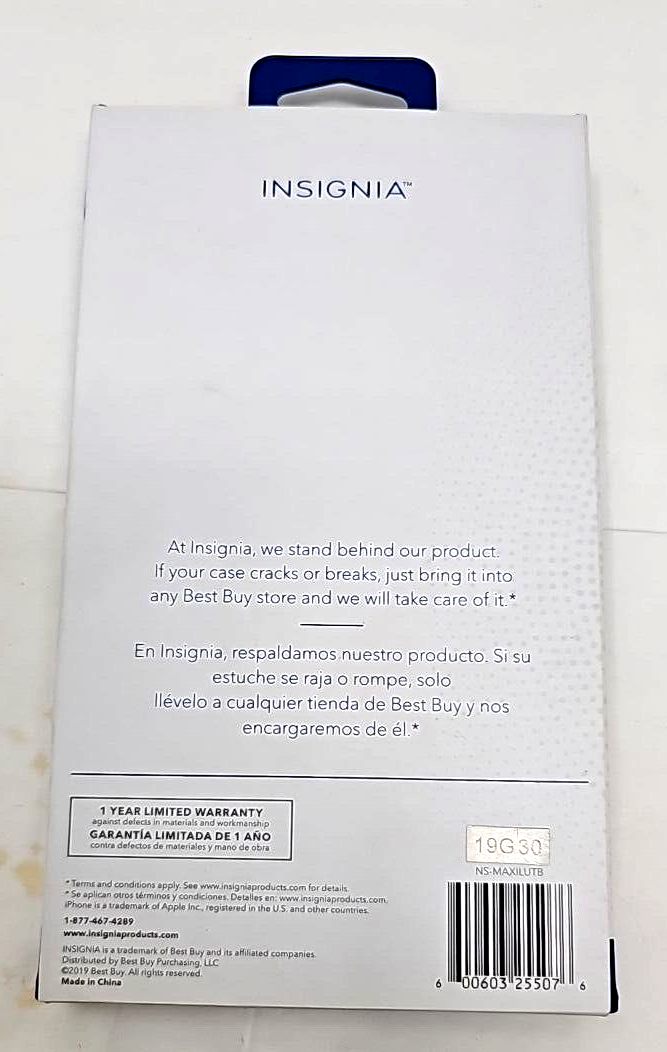 INSIGNIA™
At Insignia, we stand behind our product.
If your case cracks or breaks, just bring it into
any Best Buy store and we will take care of it.*
En Insignia, respaldamos nuestro producto. Si su
estuche se raja o rompe, solo
llévelo a cualquier tienda de Best Buy y nos
encargaremos de él.*
1 YEAR LIMITED WARRANTY
against defects in materials and workmanship
GARANTÍA LIMITADA DE 1 AÑO
contra defectos de materiales y mano de obra
19G30
NS-MAXILUTB
*Terms and conditions apply. See www.insigniaproducts.com for details.
*Se aplican otros términos y condiciones. Detalles en: www.insigniaproducts.com.
iPhone is a trademark of Apple Inc., registered in the U.S. and other countries.
1-877-467-4289
www.insigniaproducts.com
INSIGNIA is a trademark of Best Buy and its affiliated companies.
Distributed by Best Buy Purchasing, LLC
©2019 Best Buy. All rights reserved.
Made in China
6 00603 25507 6